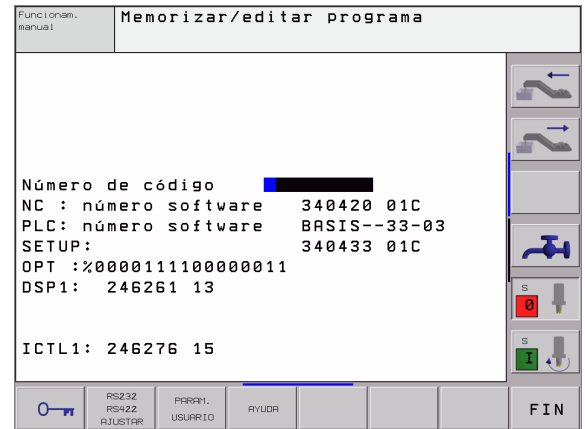 Funcionam.
manual
Memorizar/editar programa
Número de código
NC : número software 340420 01C
PLC: número software BASIS--33-03
SETUP: 340433 01C
OPT :%0000111100000011
DSP1: 246261 13
ICTL1: 246276 15
S
0
S
I
RS232
RS422
AJUSTAR
PARAM.
USUARIO
AYUDA
FIN